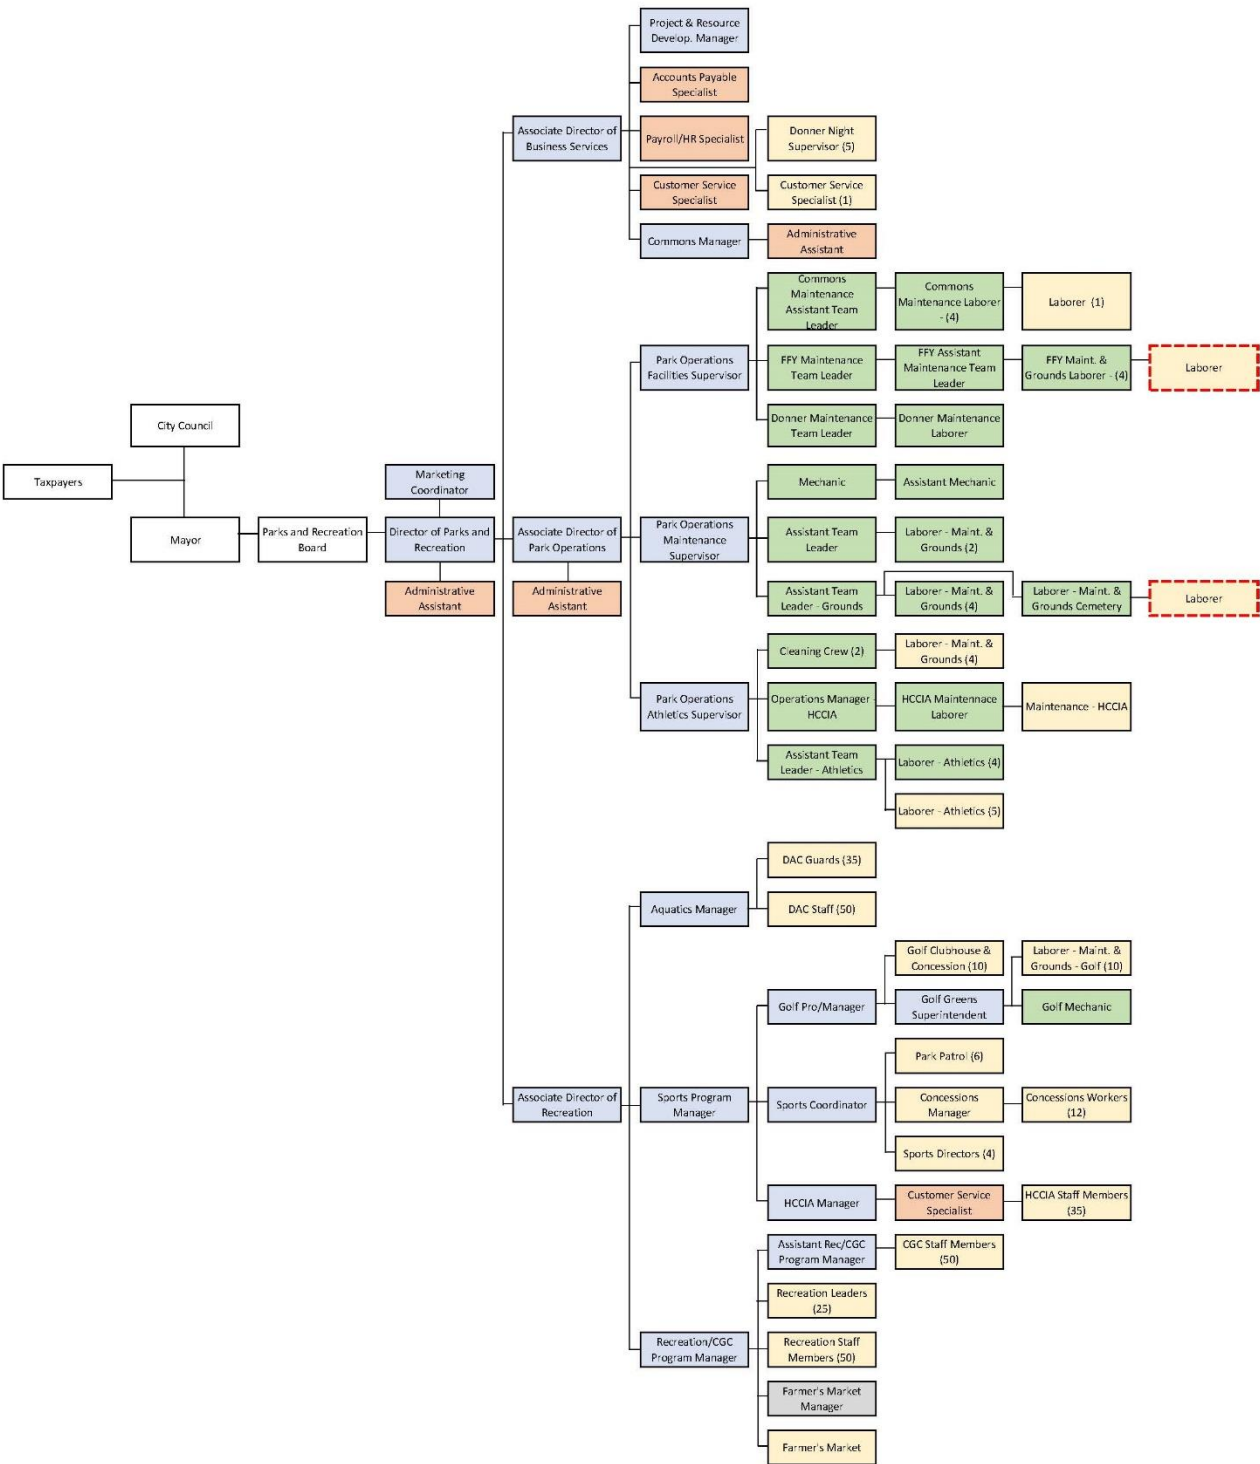 Project & Resource
Develop. Manager
Accounts Payable
Specialist
Associate Director of
Business Services
Payroll/HR Specialist
Donner Night
Supervisor (5)
Customer Service
Specialist
Customer Service
Specialist (1)
Commons Manager
Administrative
Assistant
Commons
Maintenance
Assistant Team
Leader
Commons
Maintenance Laborer
- (4)
Laborer (1)
Park Operations
Facilities Supervisor
FFY Maintenance
Team Leader
FFY Assistant
Maintenance Team
Leader
FFY Maint. &
Grounds Laborer - (4)
Laborer
Donner Maintenance
Team Leader
Donner Maintenance
Laborer
City Council
Taxpayers
Mayor
Parks and Recreation
Board
Marketing
Coordinator
Director of Parks and
Recreation
Administrative
Assistant
Associate Director of
Park Operations
Administrative
Asistant
Park Operations
Maintenance
Supervisor
Mechanic
Assistant Mechanic
Assistant Team
Leader
Laborer - Maint. &
Grounds (2)
Assistant Team
Leader - Grounds
Laborer - Maint. &
Grounds (4)
Laborer - Maint. &
Grounds Cemetery
Laborer
Cleaning Crew (2)
Laborer - Maint. &
Grounds (4)
Park Operations
Athletics Supervisor
Operations Manager -
HCCIA
HCCIA Maintennace
Laborer
Maintenance - HCCIA
Assistant Team
Leader - Athletics
Laborer - Athletics (4)
Laborer - Athletics (5)
DAC Guards (35)
Aquatics Manager
DAC Staff (50)
Golf Clubhouse &
Concession (10)
Laborer - Maint. &
Grounds - Golf (10)
Golf Pro/Manager
Golf Greens
Superintendent
Golf Mechanic
Park Patrol (6)
Associate Director of
Recreation
Sports Program
Manager
Sports Coordinator
Concessions
Manager
Concessions Workers
(12)
Sports Directors (4)
HCCIA Manager
Customer Service
Specialist
HCCIA Staff Members
(35)
Assistant Rec/CGC
Program Manager
CGC Staff Members
(50)
Recreation Leaders
(25)
Recreation/CGC
Program Manager
Recreation Staff
Members (50)
Farmer's Market
Manager
Farmer's Market